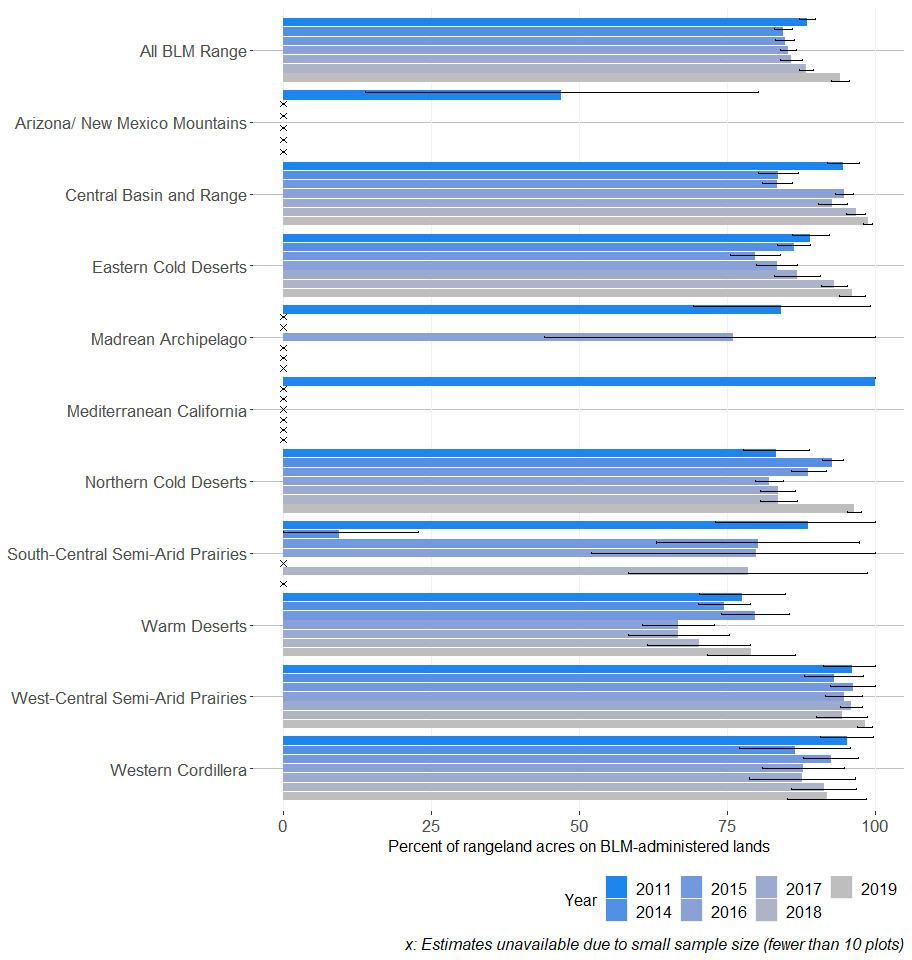 All BLM Range
Arizona/ New Mexico Mountains
Central Basin and Range
Eastern Cold Deserts
Madrean Archipelago
Mediterranean California
Northern Cold Deserts
South-Central Semi-Arid Prairies
Warm Deserts
West-Central Semi-Arid Prairies
Western Cordillera
0 25 50 75 100
Percent of rangeland acres on BLM-administered lands
Year
2011 2015 2017 2019
2014 2016 2018
x: Estimates unavailable due to small sample size (fewer than 10 plots)